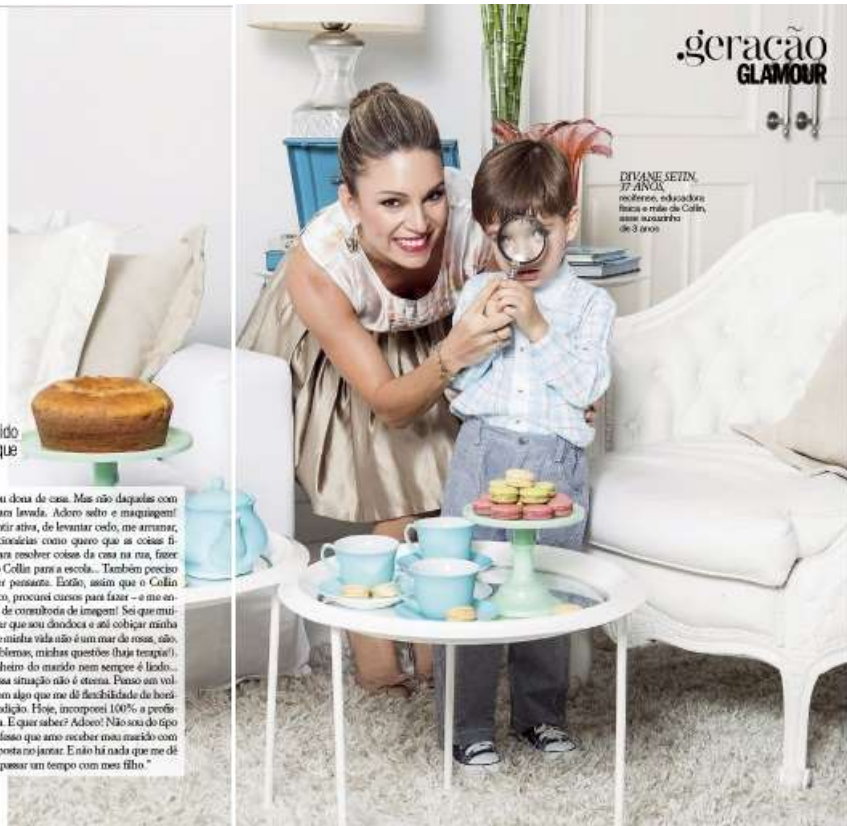 .geração
GLAMOUR
DIVANE SETIN,
37 ANOS,
recifense, educadora
física e mãe de Collin,
esse
de 3 anos
ido
que
u dona de casa. Mas não daquelas com
am lavada. Adoro salto e maquiagem!
ntir ativa, de levantar cedo, me arrumar,
cionárias como quero que as coisas fi-
ara resolver coisas da casa na rua, fazer
o Collin para a escola... Também preciso
er pensante. Então, assim que o Collin
co, procurei cursos para fazer – e me en-
de consultoria de imagem! Sei que mui-
ar que sou dondoca e até cobiçar minha
e minha vida não é um mar de rosas, não.
oblemas, minhas questões (haja terapia!).
nheiro do marido nem sempre é lindo...
ssa situação não é eterna. Penso em vol-
m algo que me dê flexibilidade de horá-
adição. Hoje, incorporei 100% a profis-
a. E quer saber? Adoro! Não sou do tipo
fesso que amo receber meu marido com
posta no jantar. E não há nada que me dê
passar um tempo com meu filho."